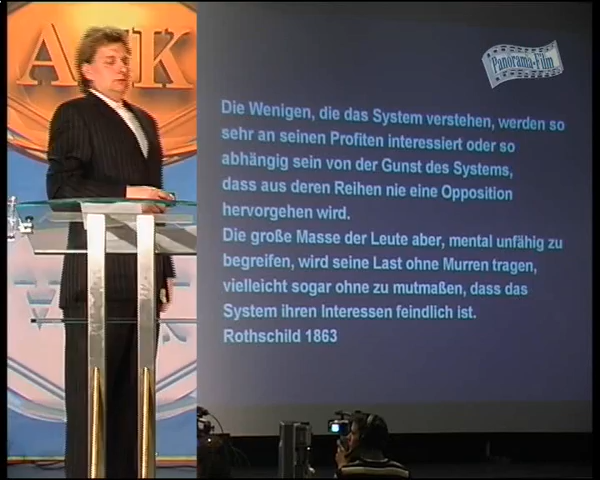 AZK
Panorama-Film
Die Wenigen, die das System verstehen, werden so
sehr an seinen Profiten interessiert oder so
abhängig sein von der Gunst des Systems,
dass aus deren Reihen nie eine Opposition
hervorgehen wird.
Die große Masse der Leute aber, mental unfähig zu
begreifen, wird seine Last ohne Murren tragen,
vielleicht sogar ohne zu mutmaßen, dass das
System ihren Interessen feindlich ist.
Rothschild 1863